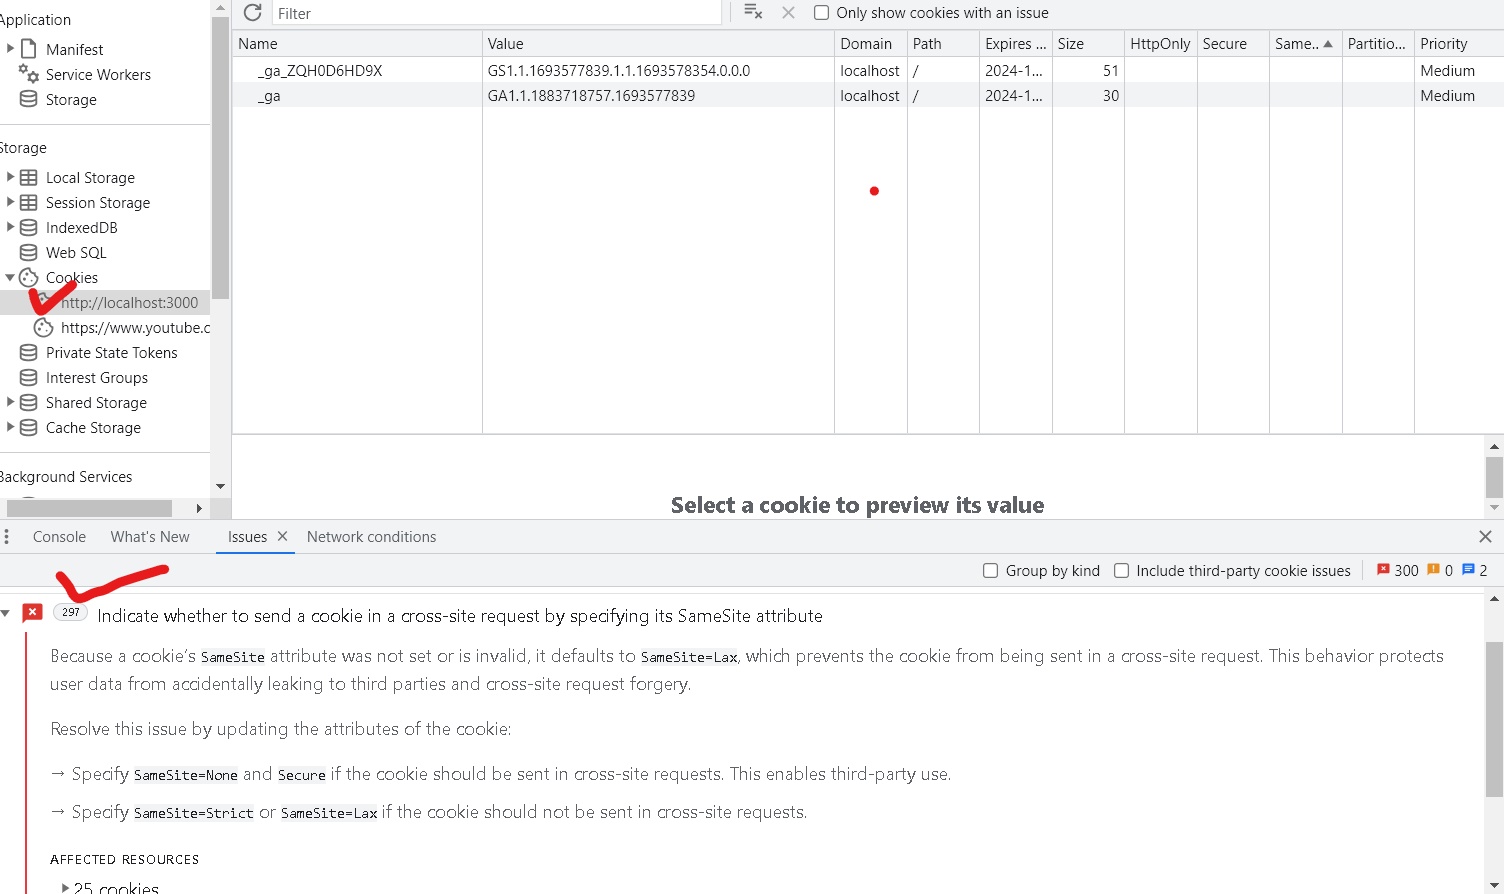 Application
Manifest
Service Workers
Storage
Storage
Local Storage
Session Storage
IndexedDB
Web SQL
Cookies
http://localhost:3000
https://www.youtube.c
Private State Tokens
Interest Groups
Shared Storage
Cache Storage
Background Services
Filter
Only show cookies with an issue
Name Value Domain Path Expires ... Size HttpOnly Secure Same.. Partitio... Priority
_ga_ZQH0D6HD9X GS1.1.1693577839.1.1.1693578354.0.0.0 localhost / 2024-1... 51 Medium
_ga GA1.1.1883718757.1693577839 localhost / 2024-1... 30 Medium
Select a cookie to preview its value
Console What's New Issues Network conditions
Group by kind Include third-party cookie issues 300 0 2
297 Indicate whether to send a cookie in a cross-site request by specifying its SameSite attribute
Because a cookie's SameSite attribute was not set or is invalid, it defaults to SameSite=Lax, which prevents the cookie from being sent in a cross-site request. This behavior protects
user data from accidentally leaking to third parties and cross-site request forgery.
Resolve this issue by updating the attributes of the cookie:
→ Specify SameSite=None and Secure if the cookie should be sent in cross-site requests. This enables third-party use.
→ Specify SameSite=Strict or SameSite=Lax if the cookie should not be sent in cross-site requests.
AFFECTED RESOURCES
25 cookies